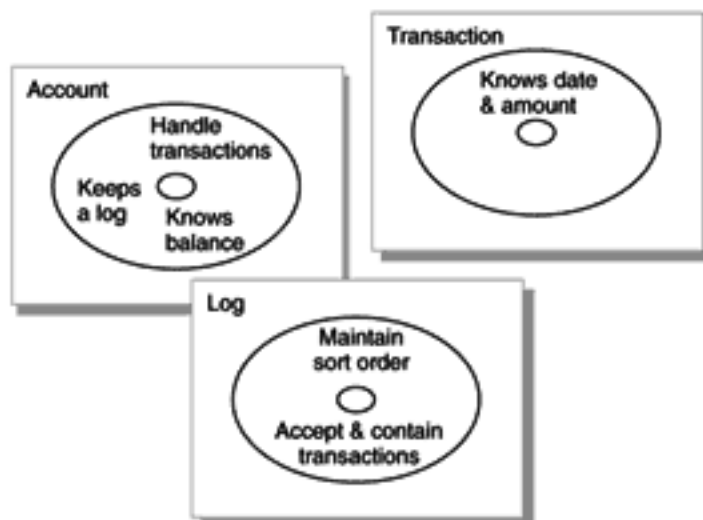 Account
Handle
transactions
Keeps
a log
Knows
balance
Transaction
Knows date
& amount
Log
Maintain
sort order
Accept & contain
transactions